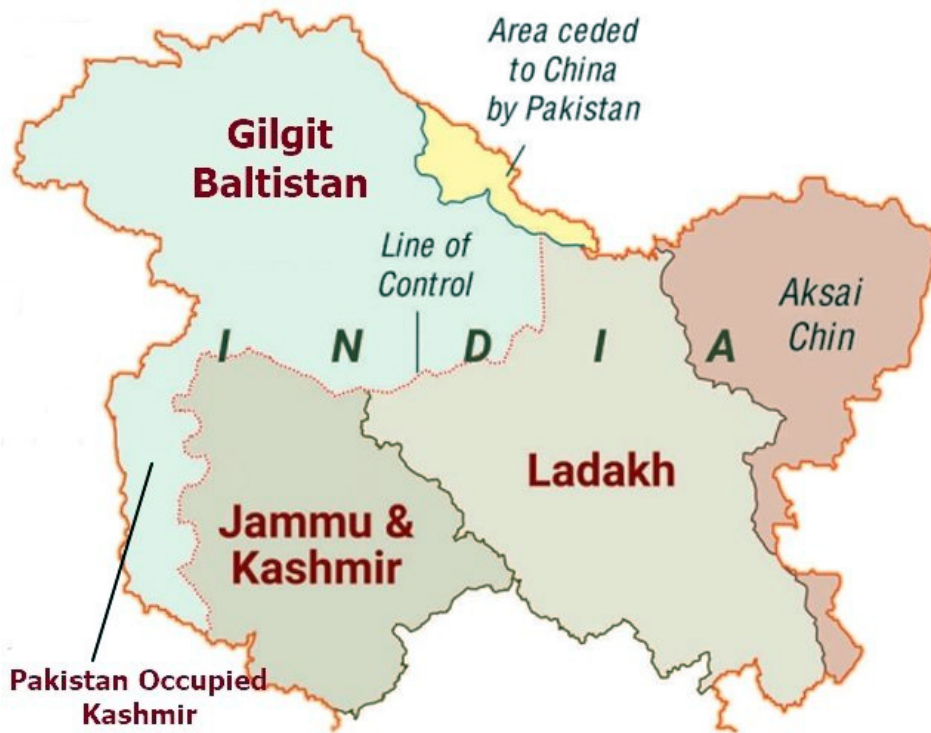 Area ceded
to China
by Pakistan
Gilgit
Baltistan
Line of
Control
Aksai
Chin
I N D I A
Ladakh
Jammu &
Kashmir
Pakistan Occupied
Kashmir